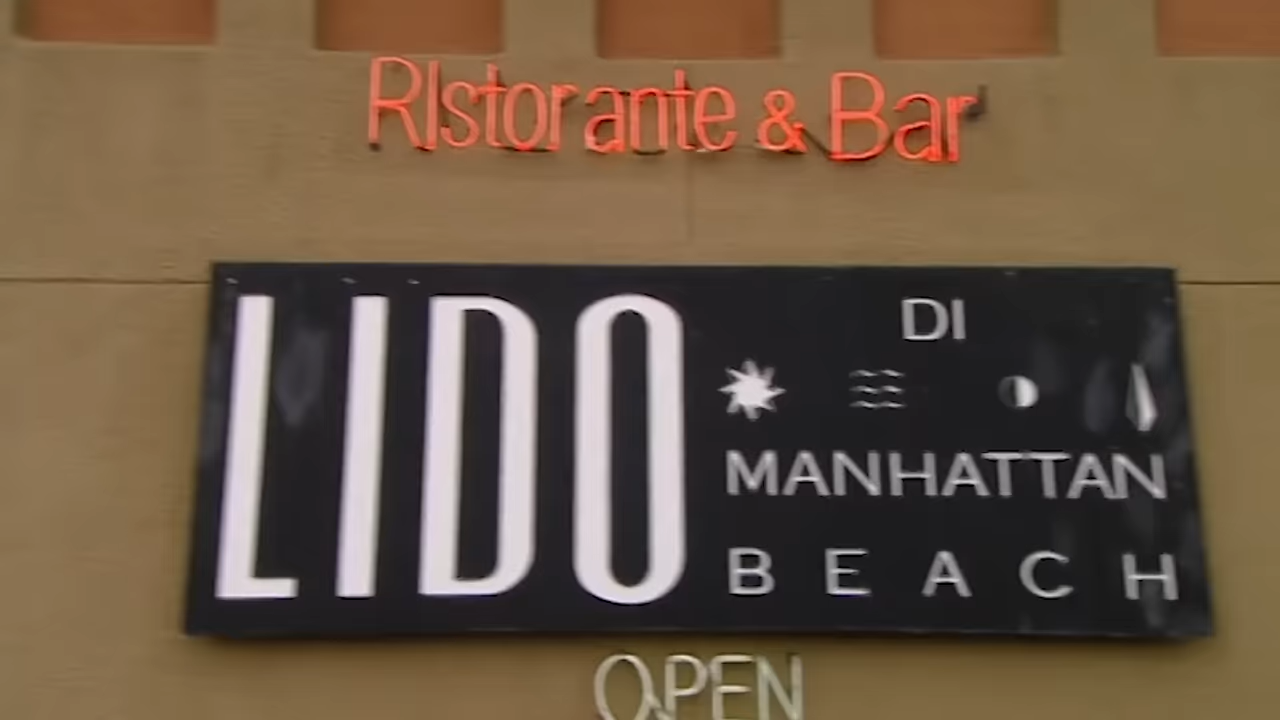 RIstorante & Bar
LIDO
DI
MANHATTAN
BEACH
OPEN